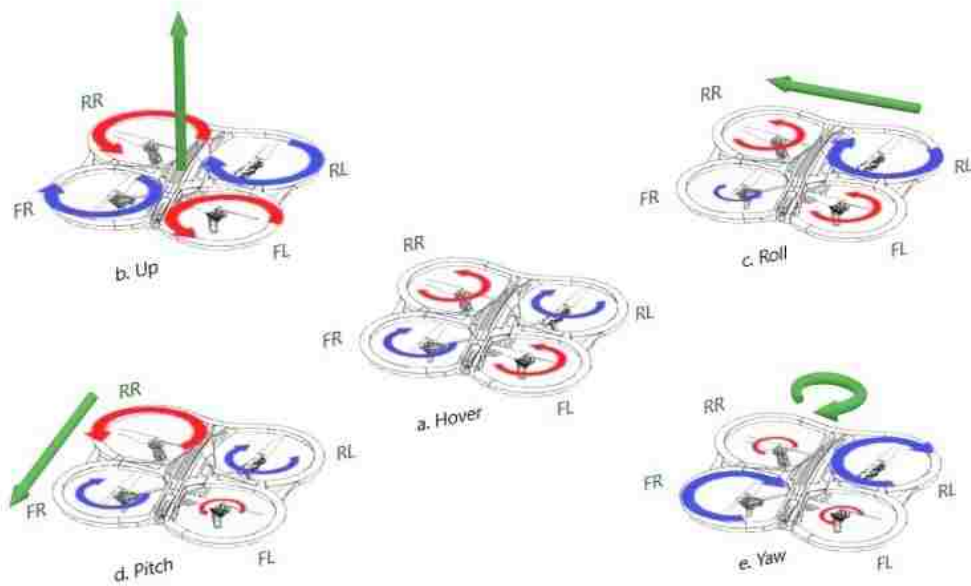 RR
RL
FR
FL
b. Up
RR
RL
FR
FL
c. Roll
RR
RL
FR
FL
a. Hover
RR
RL
FR
FL
d. Pitch
RR
RL
FR
FL
e. Yaw